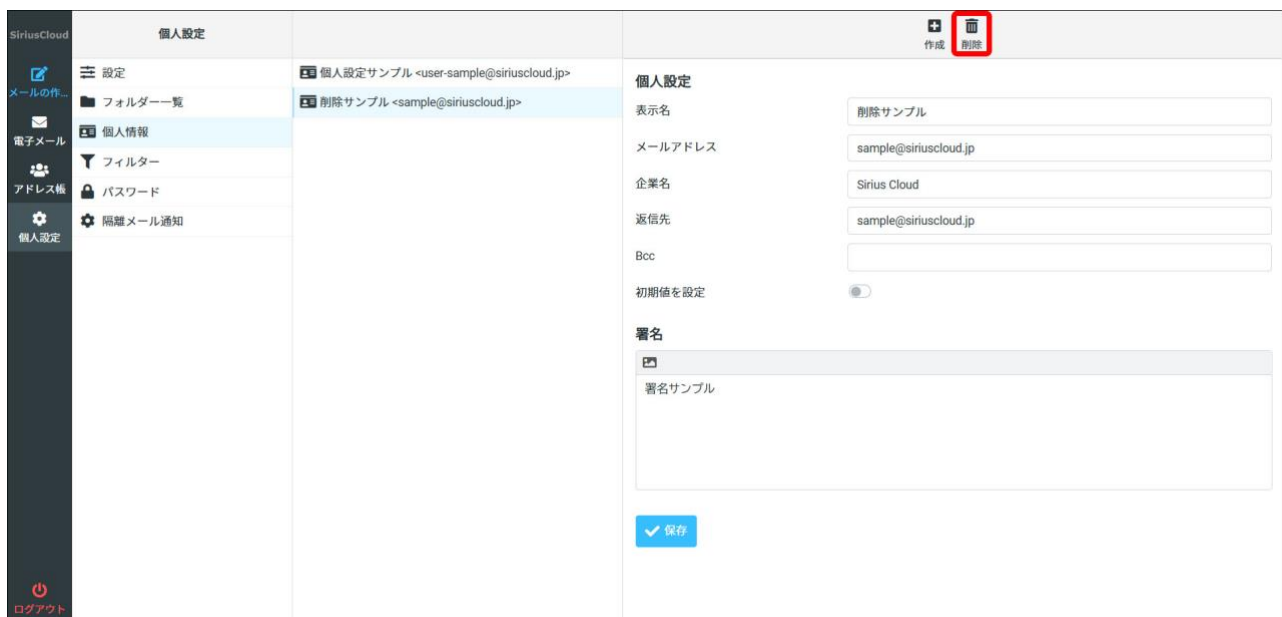 SiriusCloud
メールの作...
電子メール
アドレス帳
個人設定
ログアウト
個人設定
設定
フォルダー一覧
個人情報
フィルター
パスワード
隔離メール通知
個人設定サンプル <user-sample@siriuscloud.jp>
削除サンプル <sample@siriuscloud.jp>
作成
削除
個人設定
表示名 削除サンプル
メールアドレス sample@siriuscloud.jp
企業名 Sirius Cloud
返信先 sample@siriuscloud.jp
Bcc
初期値を設定
署名
署名サンプル
保存